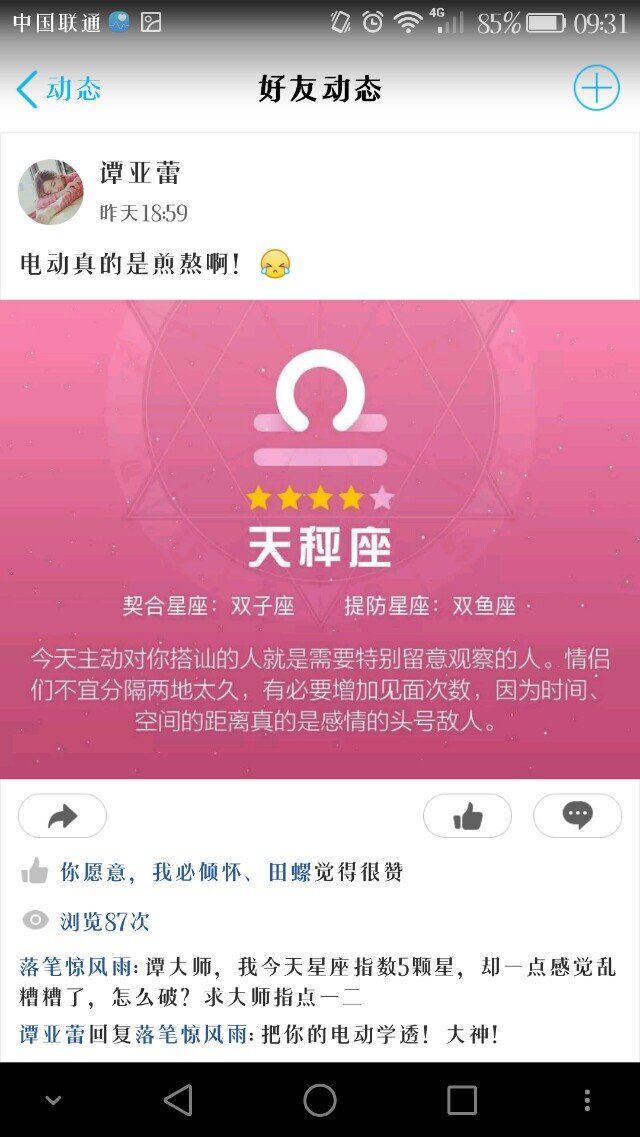 中国联通 4G 85% 09:31
动态 好友动态
谭亚蕾
昨天18:59
电动真的是煎熬啊！
天秤座
契合星座：双子座 提防星座：双鱼座
今天主动对你搭讪的人就是需要特别留意观察的人。情侣
们不宜分隔两地太久，有必要增加见面次数，因为时间、
空间的距离真的是感情的头号敌人。
你愿意，我必倾怀、田螺觉得很赞
浏览87次
落笔惊风雨：谭大师，我今天星座指数5颗星，却一点感觉乱
糟糟了，怎么破？求大师指点一二
谭亚蕾回复落笔惊风雨：把你的电动学透！大神！